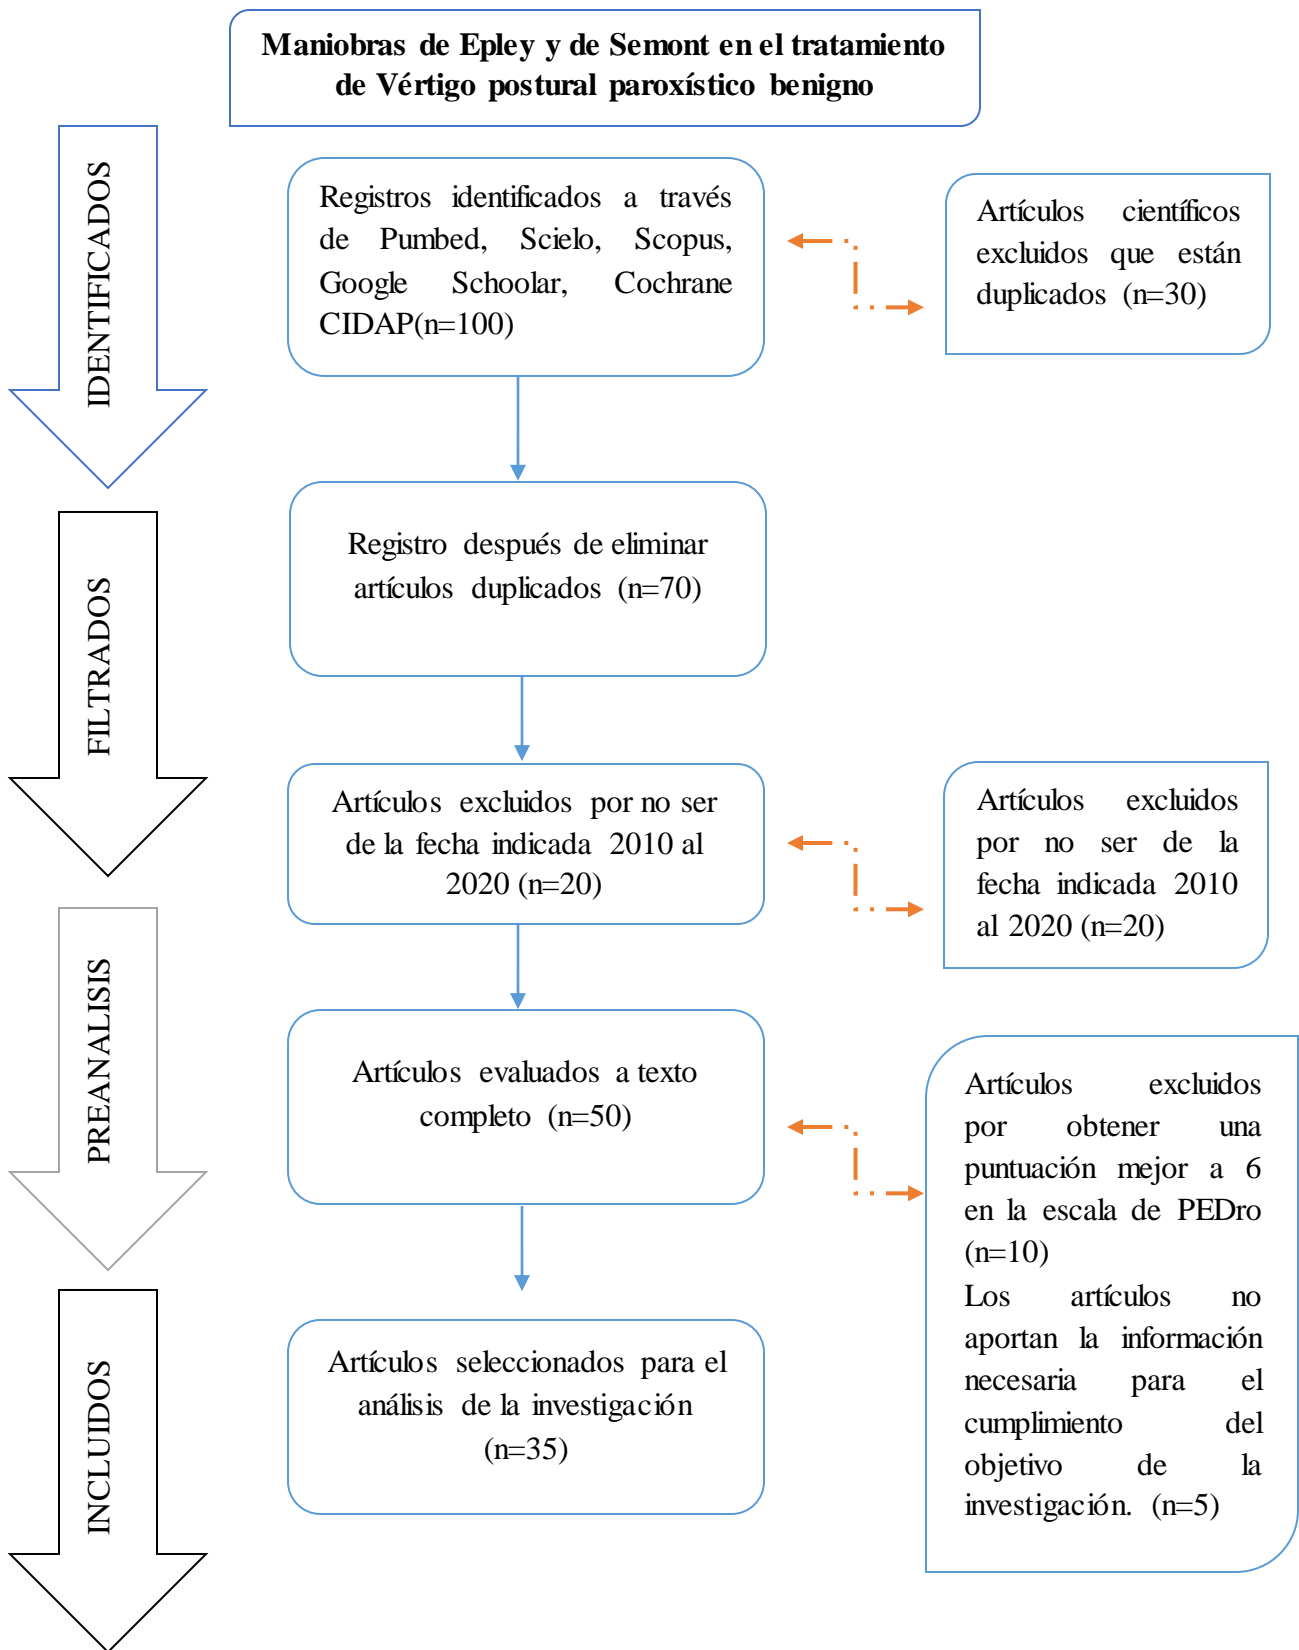 Maniobras de Epley y de Semont en el tratamiento
de Vértigo postural paroxístico benigno
IDENTIFICADOS
Registros identificados a través
de Pumbed, Scielo, Scopus,
Google Schoolar, Cochrane
CIDAP(n=100)
Artículos científicos
excluidos que están
duplicados (n=30)
FILTRADOS
Registro después de eliminar
artículos duplicados (n=70)
Artículos excluidos por no ser
de la fecha indicada 2010 al
2020 (n=20)
Artículos excluidos
por no ser de la
fecha indicada 2010
al 2020 (n=20)
PREANALISIS
Artículos evaluados a texto
completo (n=50)
Artículos excluidos
por obtener una
puntuación mejor a 6
en la escala de PEDro
(n=10)
Los artículos no
aportan la información
necesaria para el
cumplimiento del
objetivo de la
investigación. (n=5)
INCLUIDOS
Artículos seleccionados para el
análisis de la investigación
(n=35)